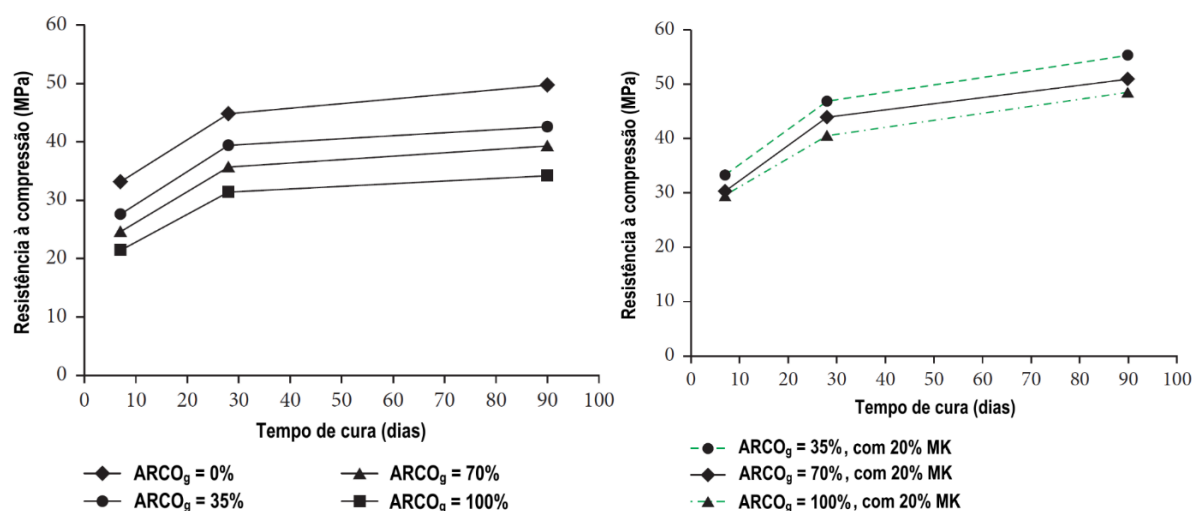 Resistência à compressão (MPa)
60
50
40
30
20
10
0
0 10 20 30 40 50 60 70 80 90 100
Tempo de cura (dias)
ARCOg = 0%
ARCOg = 70%
ARCOg = 35%
ARCOg = 100%
Resistência à compressão (MPa)
60
50
40
30
20
10
0
0 10 20 30 40 50 60 70 80 90 100
Tempo de cura (dias)
ARCOg = 35%, com 20% MK
ARCOg = 70%, com 20% MK
ARCOg = 100%, com 20% MK